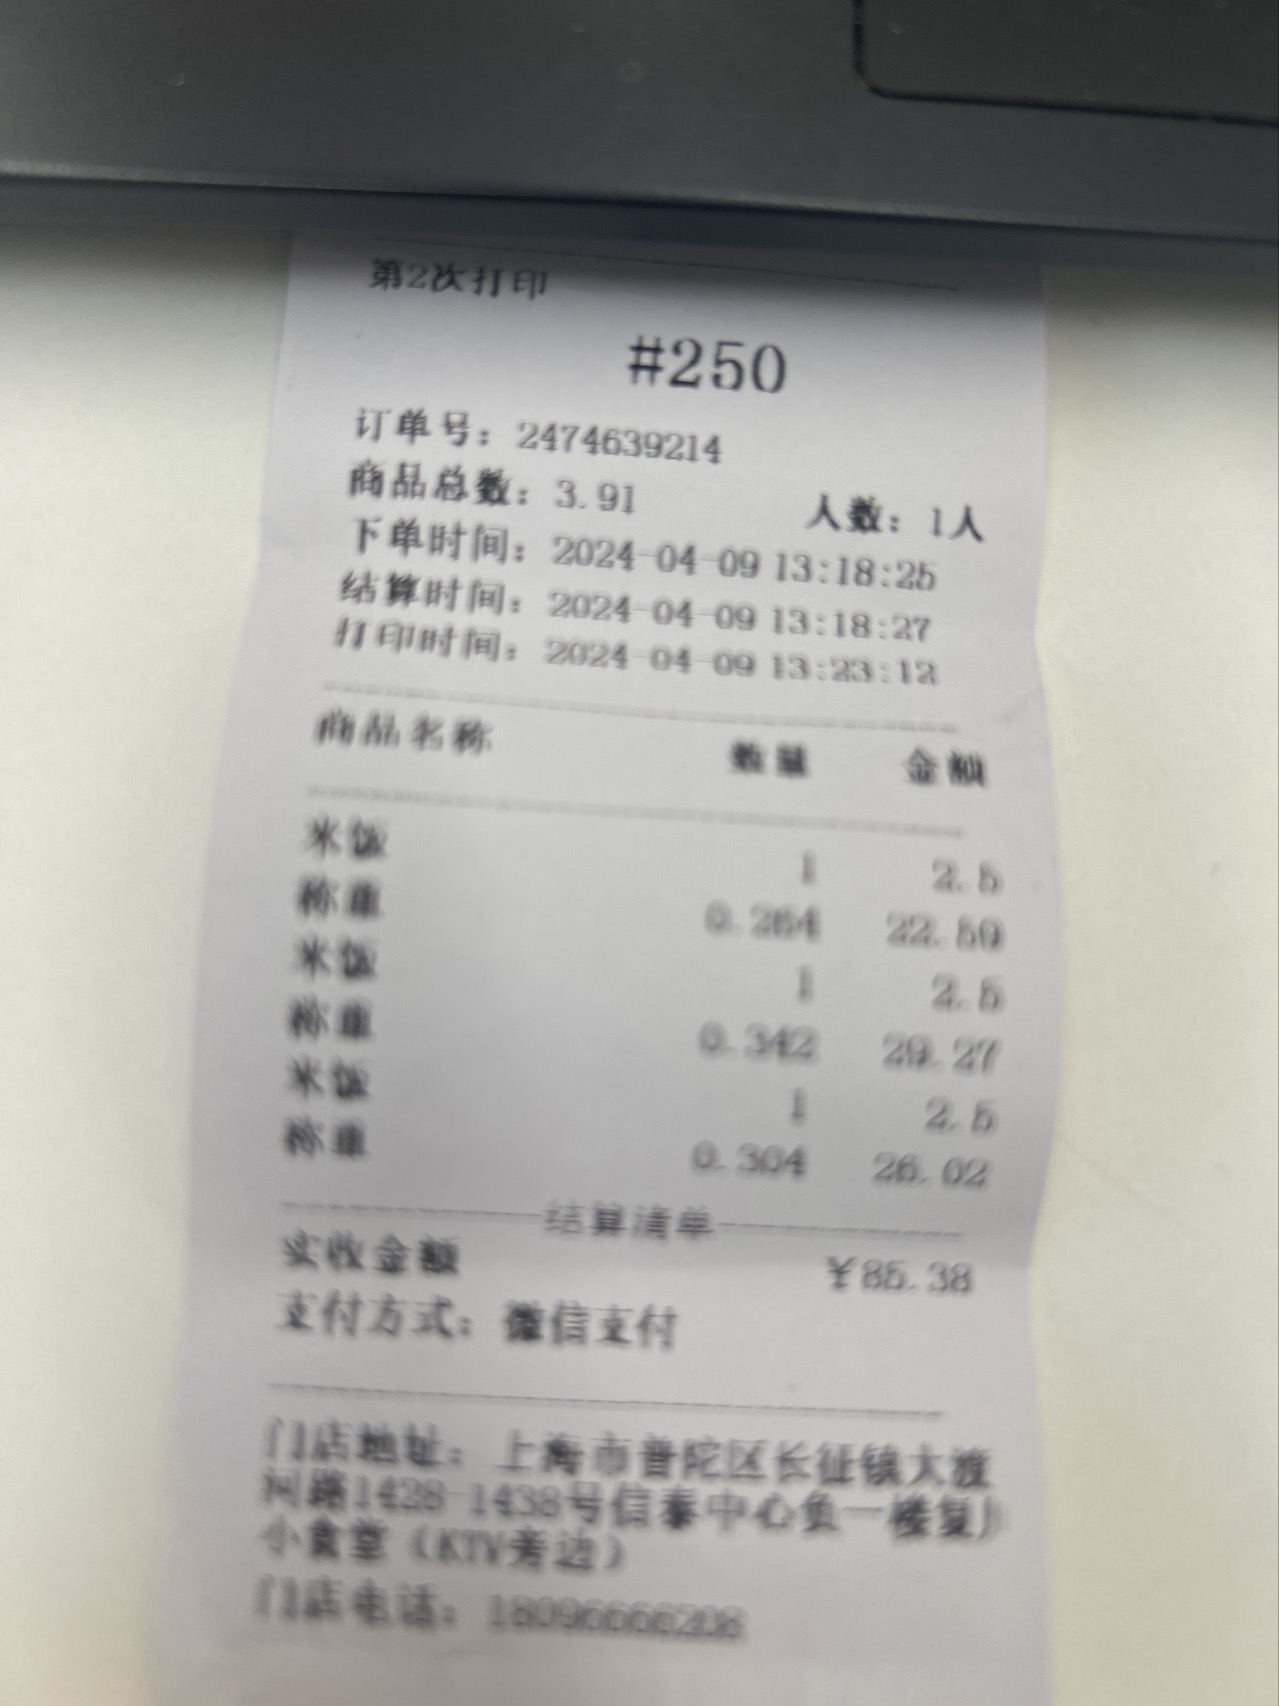 第2次打印
#250
订单号：2474639214
商品总数：3.91 人数：1人
下单时间：2024-04-09 13:18:25
结算时间：2024-04-09 13:18:27
打印时间：2024-04-09 13:23:12
商品名称 数量 金额
米饭 1 2.5
称重 0.264 22.59
米饭 1 2.5
称重 0.342 29.27
米饭 1 2.5
称重 0.304 26.02
结算清单
实收金额 ¥85.38
支付方式：微信支付
门店地址：上海市普陀区长征镇大渡
河路1428-1438号信泰中心负一楼
小食堂（KTV旁边）
门店电话：